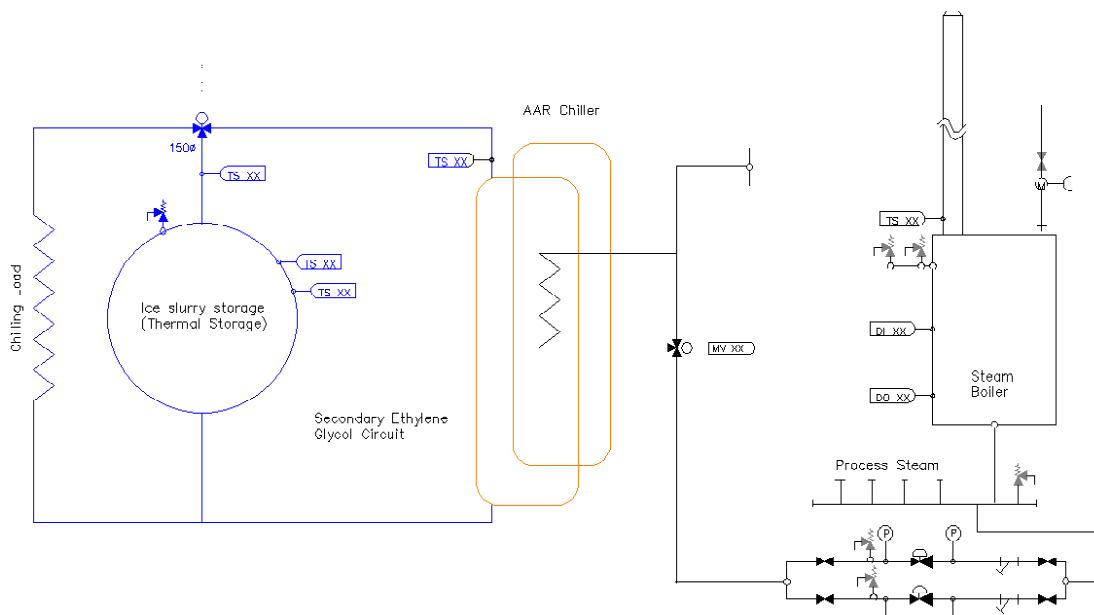 AAR Chiller
150ø
TS XX
TS XX
TS XX
TS XX
TS XX
Ice slurry storage
(Thermal Storage)
Chilling Load
MV XX
DI XX
DO XX
Steam
Boiler
Secondary Ethylene
Glycol Circuit
Process Steam
M
P
P